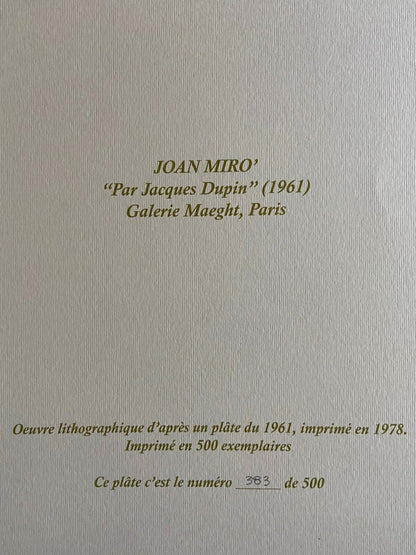 JOAN MIRO'
“Par Jacques Dupin” (1961)
Galerie Maeght, Paris
Oeuvre lithographique d'après un plâte du 1961, imprimé en 1978.
Imprimé en 500 exemplaires
Ce plâte c'est le numéro 383 de 500